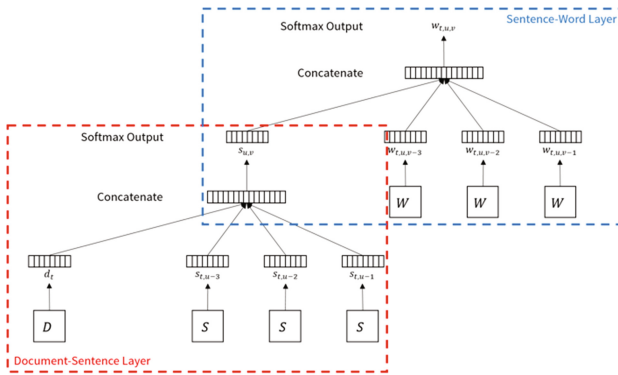 Softmax Output
w_{t,u,v}
Sentence-Word Layer
Concatenate
Softmax Output
s_{u,v}
w_{t,u,v-3}
w_{t,u,v-2}
w_{t,u,v-1}
Concatenate
W
W
W
d_t
s_{t,u-3}
s_{t,u-2}
s_{t,u-1}
D
S
S
S
Document-Sentence Layer